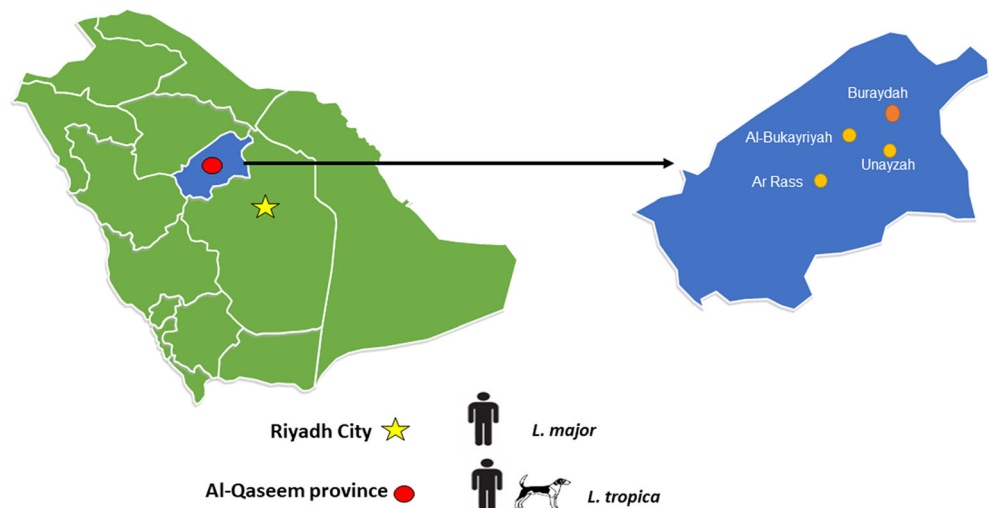 Buraydah
Al-Bukayriyah
Unayzah
Ar Rass
Riyadh City
L. major
Al-Qaseem province
L. tropica